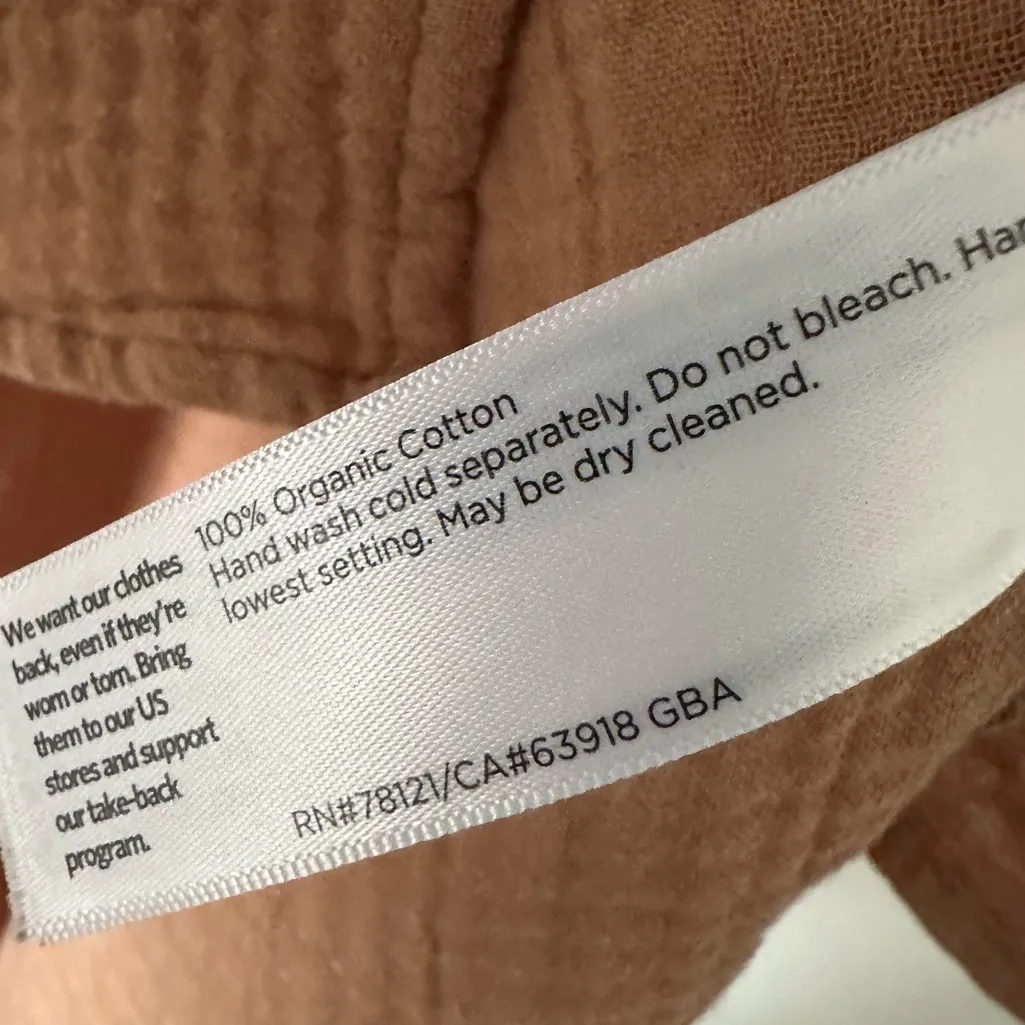 We want our clothes
back, even if they're
worn or torn. Bring
them to our US
stores and support
our take-back
program.
100% Organic Cotton
Hand wash cold separately. Do not bleach.
lowest setting. May be dry cleaned.
RN#78121/CA#63918 GBA